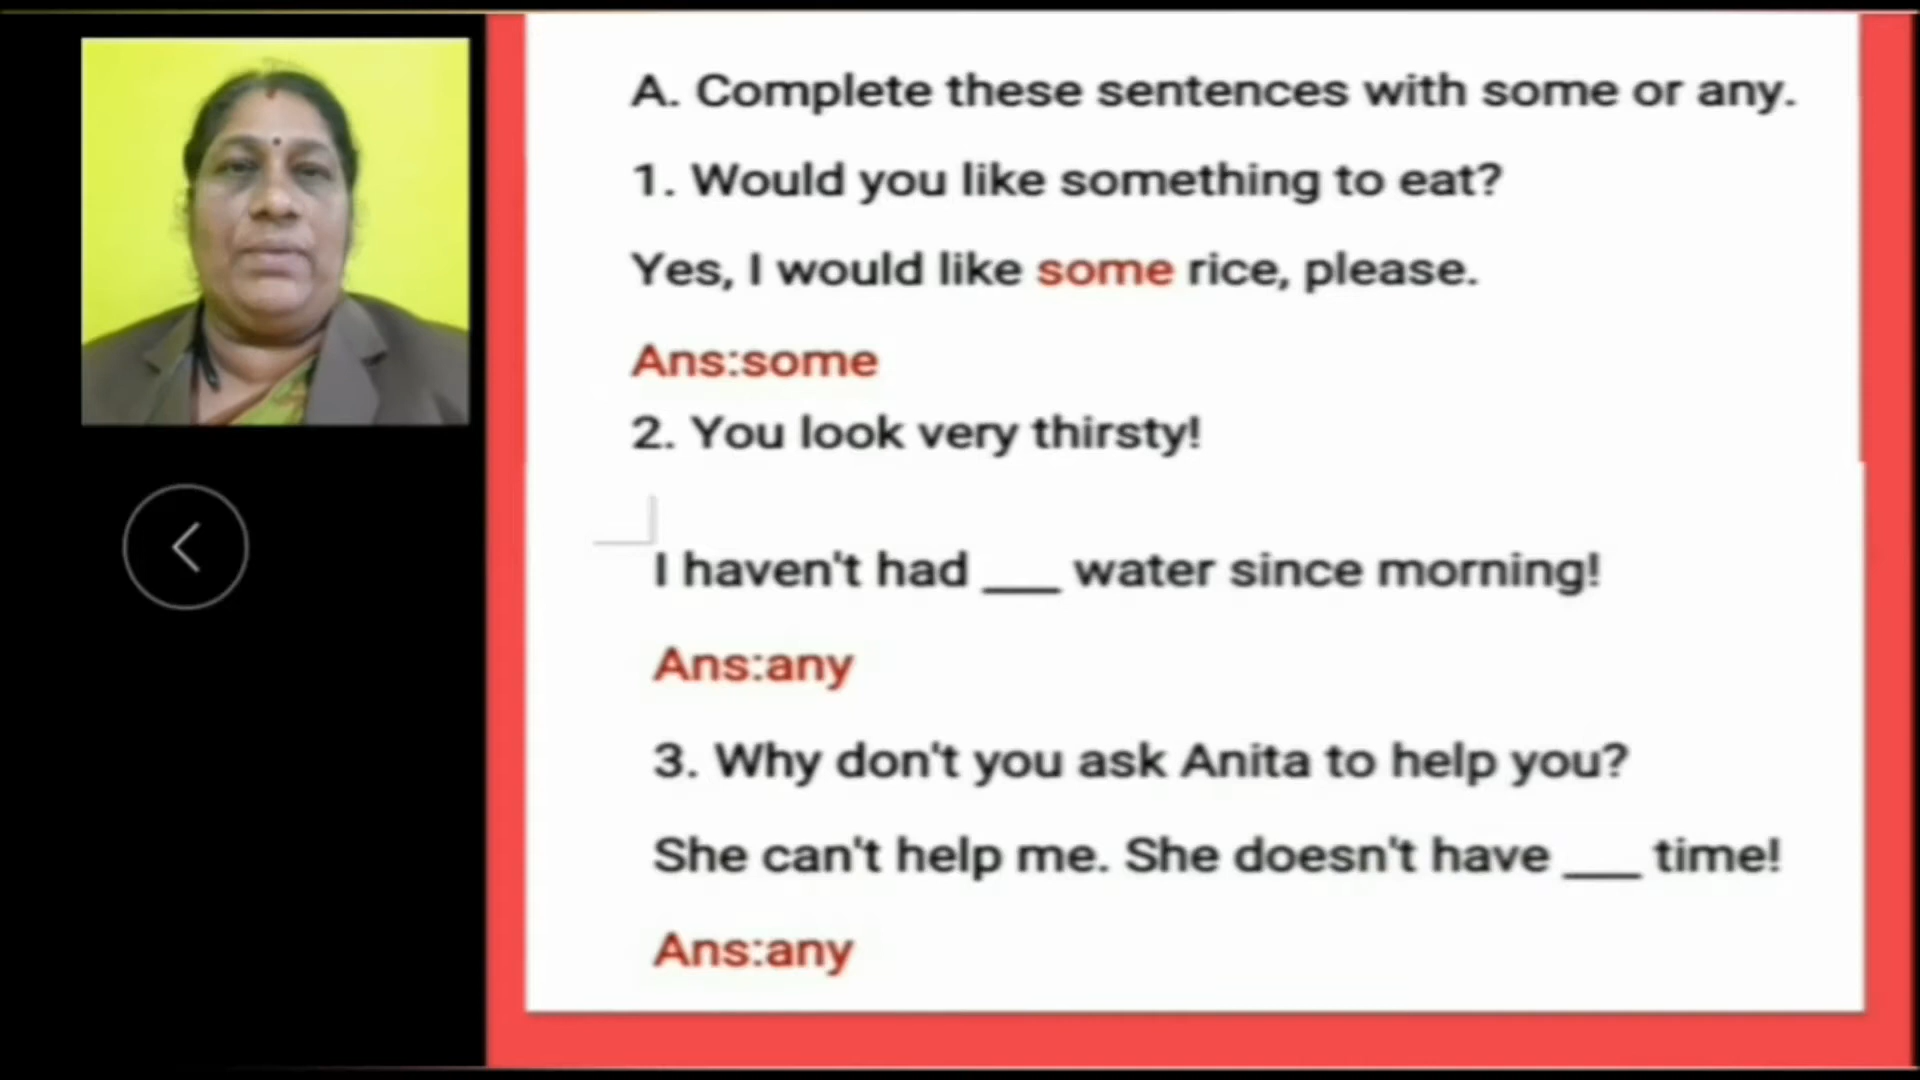 A. Complete these sentences with some or any.
1. Would you like something to eat?
Yes, I would like some rice, please.
Ans:some
2. You look very thirsty!
I haven't had ___ water since morning!
Ans:any
3. Why don't you ask Anita to help you?
She can't help me. She doesn't have ___ time!
Ans:any